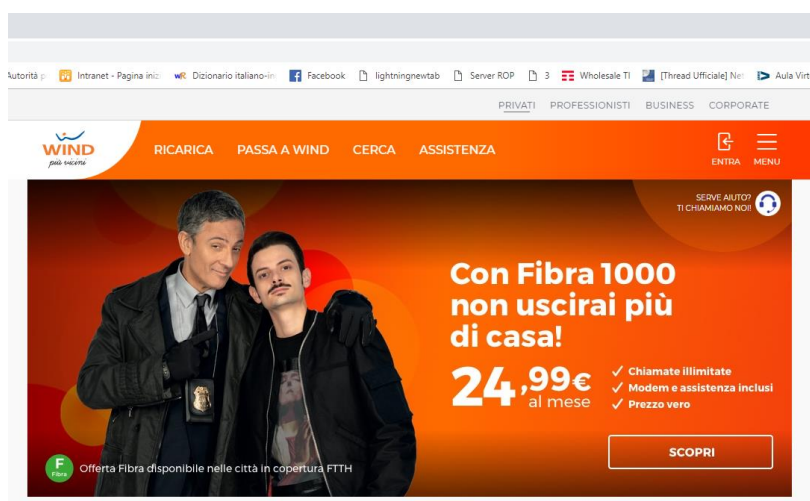 Autorità p Intranet - Pagina iniz WR Dizionario italiano-in Facebook lightningnewtab Server ROP 3 Wholesale TI [Thread Ufficiale] Net Aula Virt
PRIVATI PROFESSIONISTI BUSINESS CORPORATE
WIND
più vicini
RICARICA PASSA A WIND CERCA ASSISTENZA
ENTRA MENU
SERVE AIUTO?
TI CHIAMIAMO NOI!
Con Fibra 1000
non uscirai più
di casa!
24,99€
al mese
✓ Chiamate illimitate
✓ Modem e assistenza inclusi
✓ Prezzo vero
SCOPRI
F
Fibra
Offerta Fibra disponibile nelle città in copertura FTTH